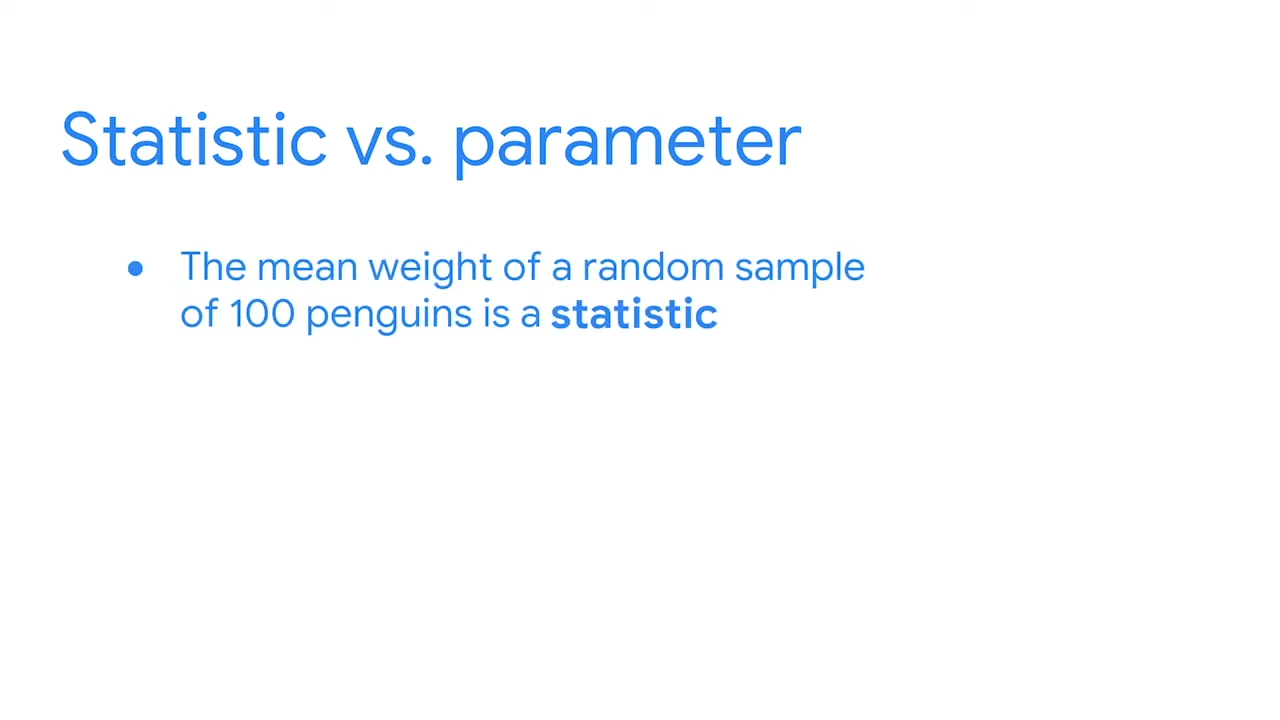 Statistic vs. parameter
● The mean weight of a random sample
of 100 penguins is a statistic